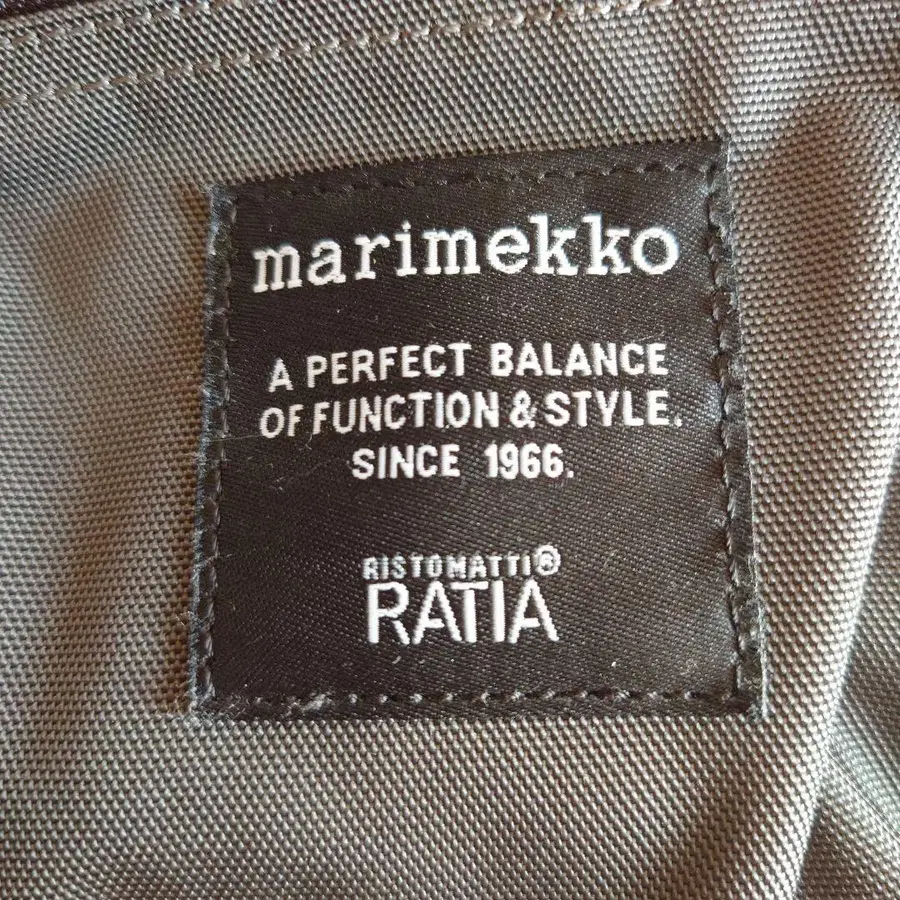 marimekko
A PERFECT BALANCE
OF FUNCTION & STYLE.
SINCE 1966.
RISTOMATTI®
RATIA